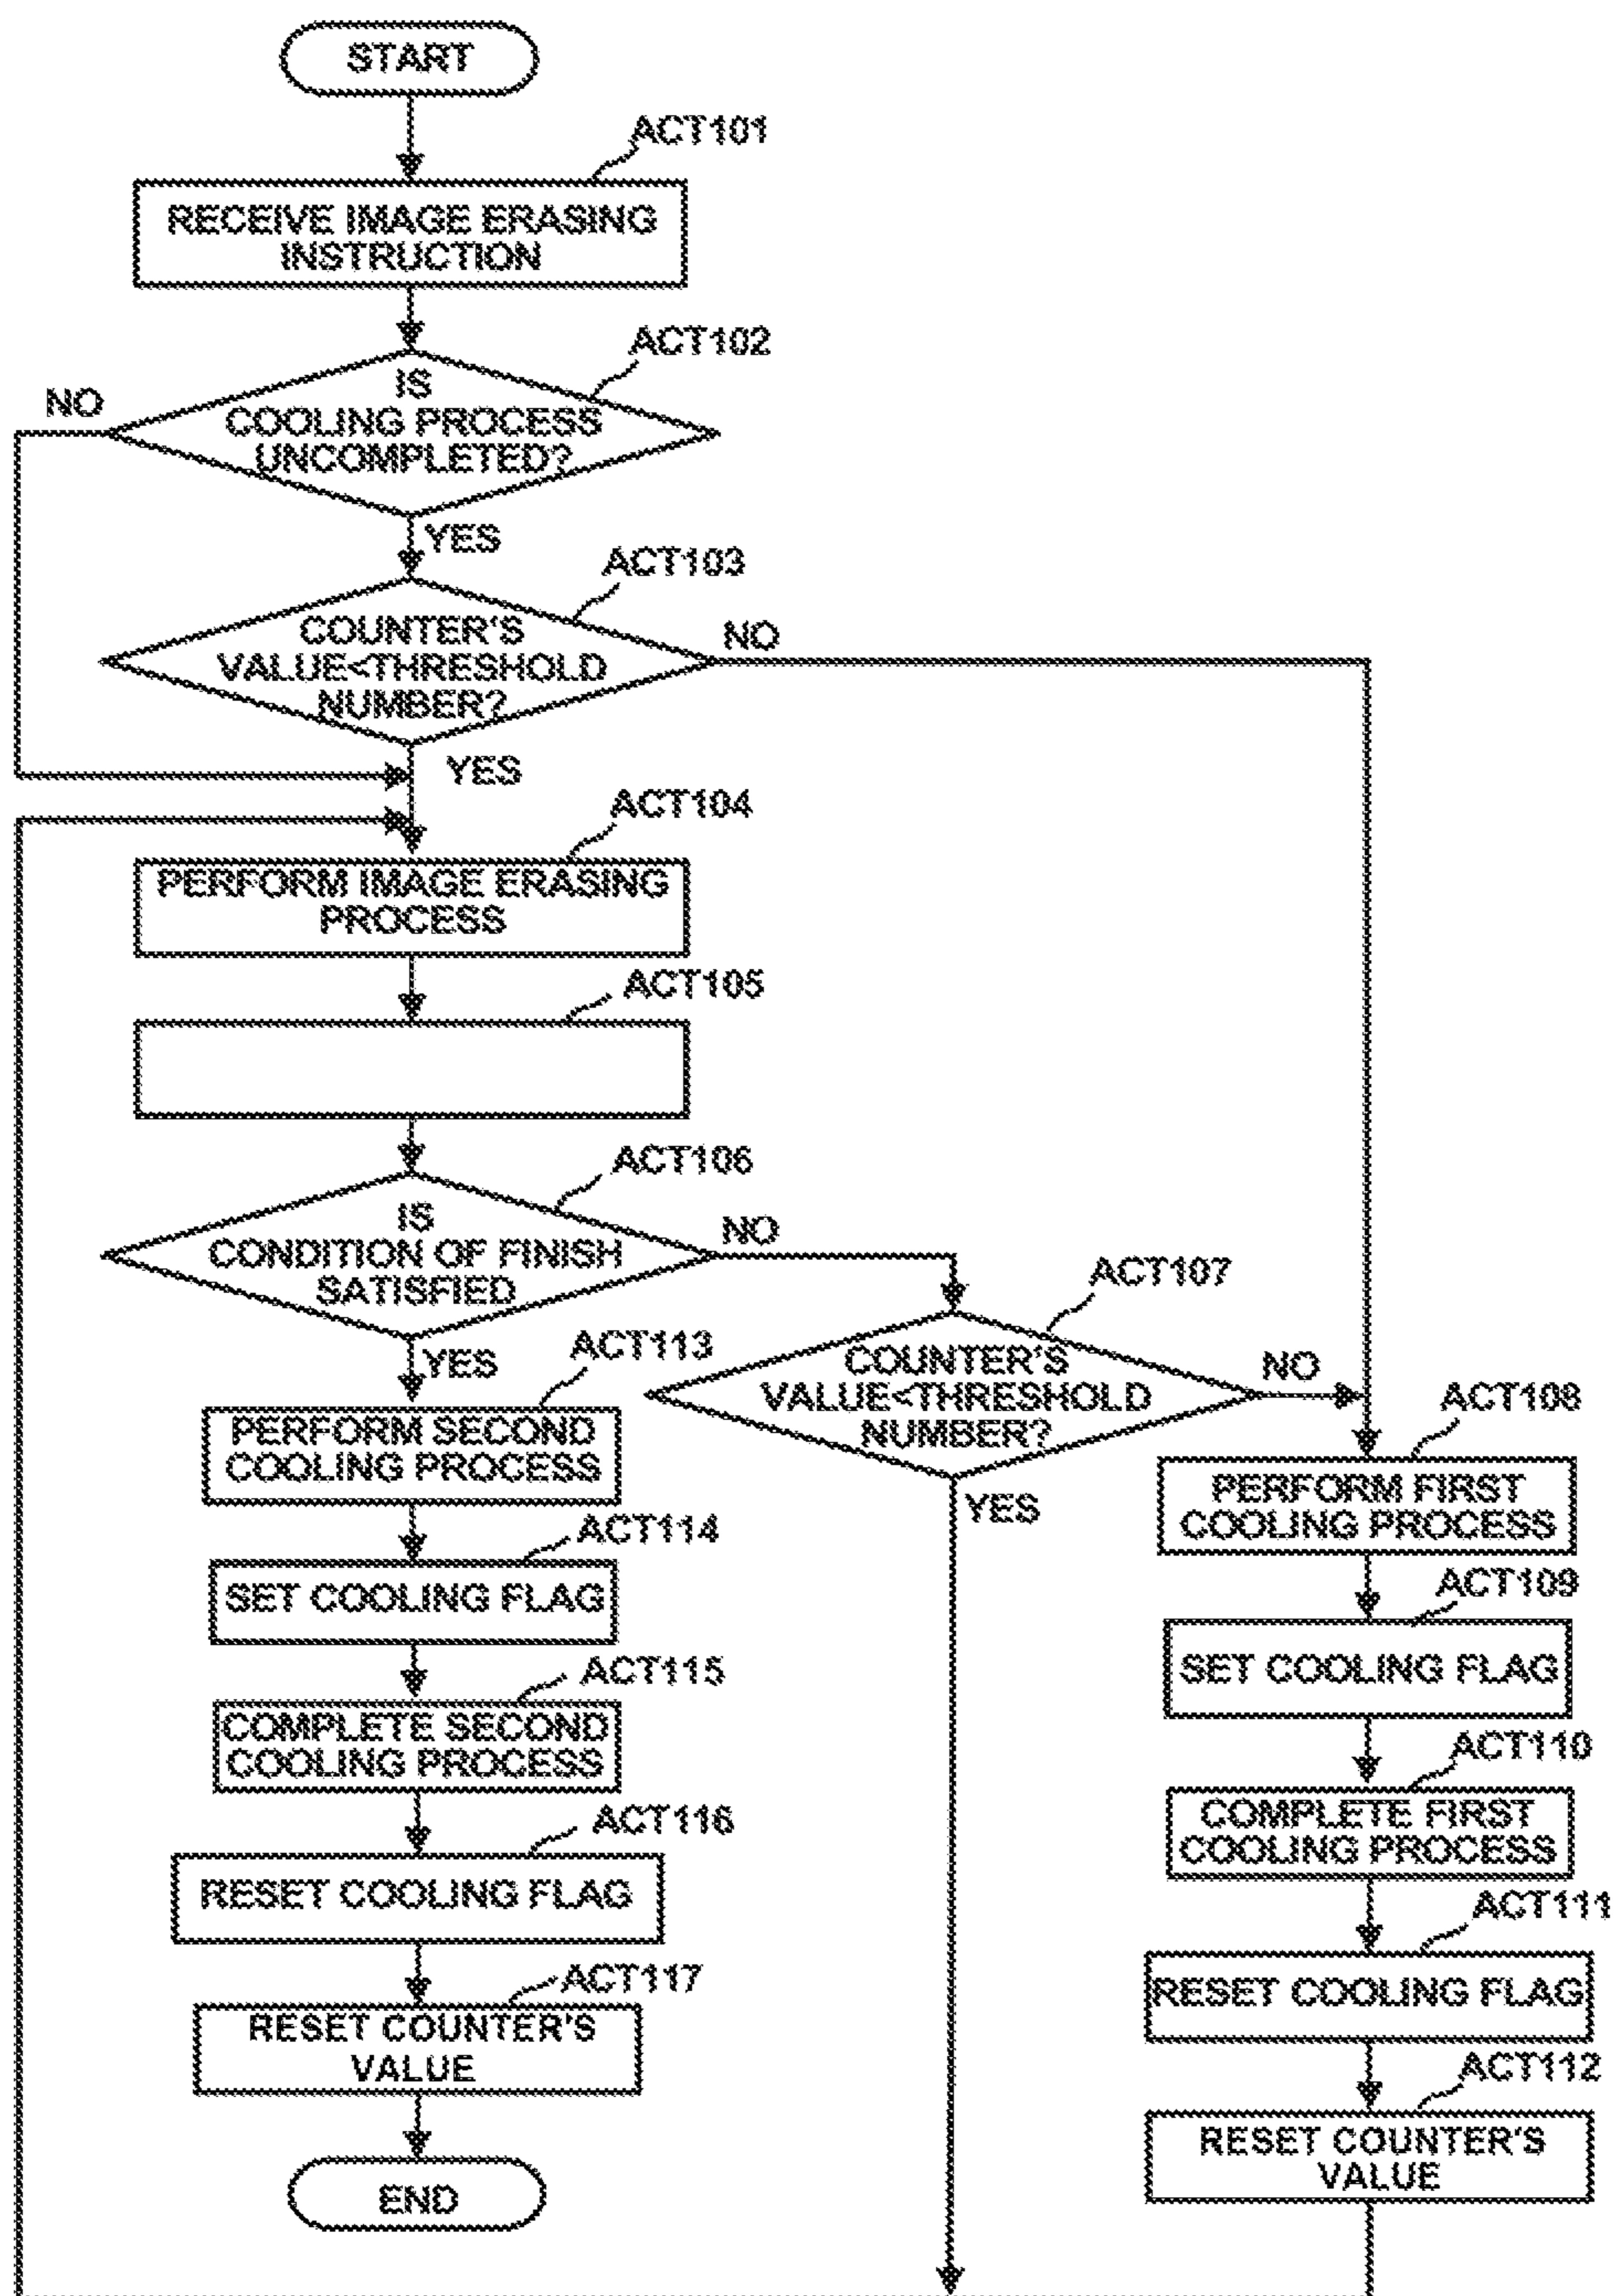 START
ACT101
RECEIVE IMAGE ERASING
INSTRUCTION
ACT102
NO
IS
COOLING PROCESS
UNCOMPLETED?
YES
ACT103
COUNTER'S
VALUE<THRESHOLD
NUMBER?
NO
YES
ACT104
PERFORM IMAGE ERASING
PROCESS
ACT105
ACT106
IS
CONDITION OF FINISH
SATISFIED
NO
YES
ACT107
COUNTER'S
VALUE<THRESHOLD
NUMBER?
NO
YES
ACT113
PERFORM SECOND
COOLING PROCESS
ACT114
SET COOLING FLAG
ACT115
COMPLETE SECOND
COOLING PROCESS
ACT116
RESET COOLING FLAG
ACT117
RESET COUNTER'S
VALUE
END
ACT108
PERFORM FIRST
COOLING PROCESS
ACT109
SET COOLING FLAG
ACT110
COMPLETE FIRST
COOLING PROCESS
ACT111
RESET COOLING FLAG
ACT112
RESET COUNTER'S
VALUE